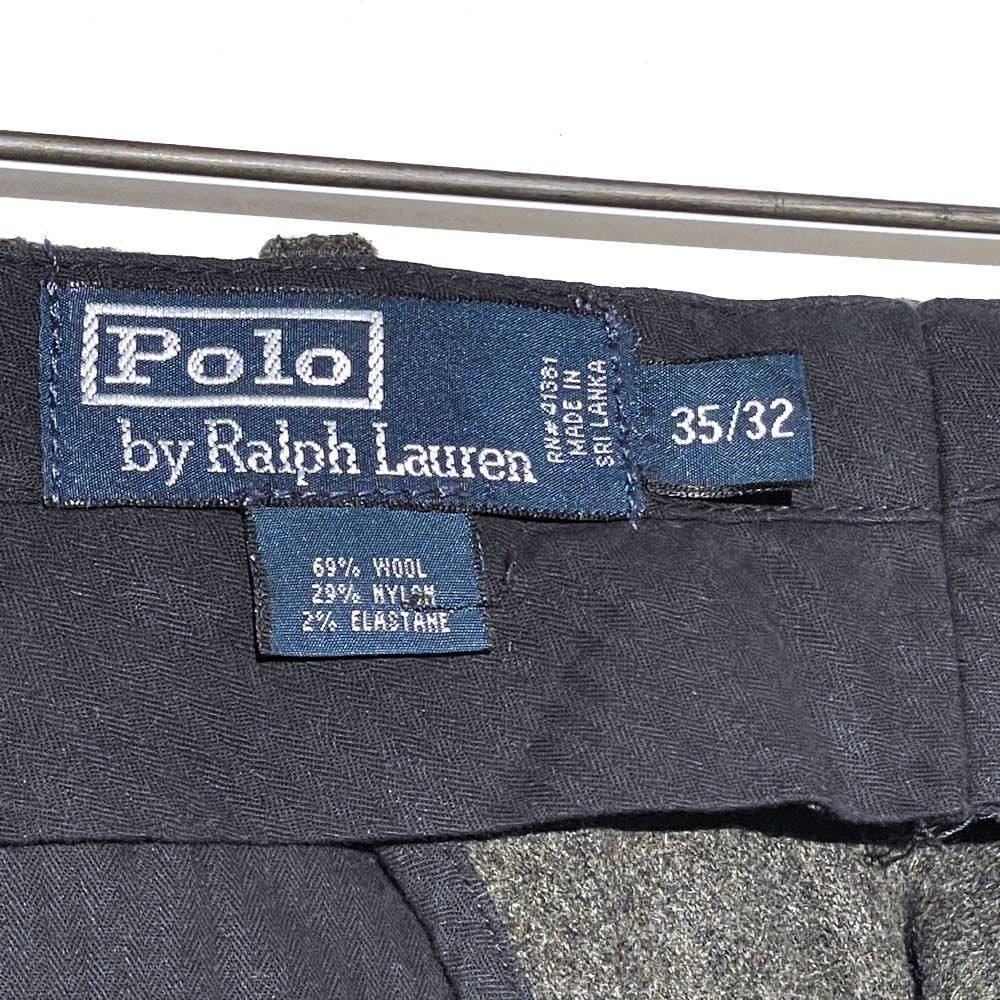 Polo
by Ralph Lauren
RN# 41381
MADE IN
SRI LANKA
35/32
69% WOOL
29% NYLON
2% ELASTANE